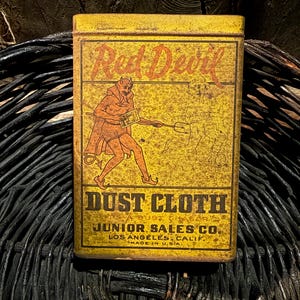 Red Devil
DUST CLOTH
JUNIOR SALES CO.
LOS ANGELES, CALIF.
MADE IN U.S.A.